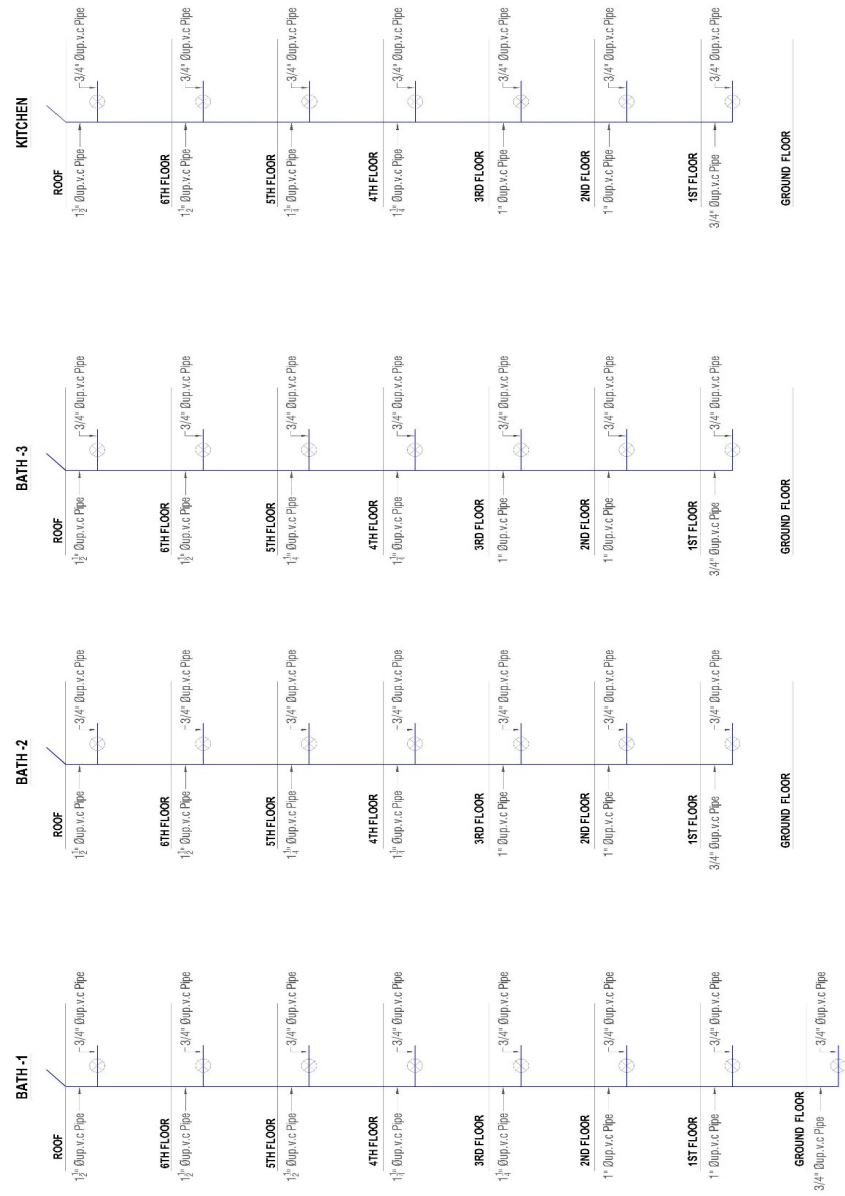 BATH -1
ROOF
1½" Øup.v.c Pipe
3/4" Øup.v.c Pipe
6TH FLOOR
1½" Øup.v.c Pipe
3/4" Øup.v.c Pipe
5TH FLOOR
1½" Øup.v.c Pipe
3/4" Øup.v.c Pipe
4TH FLOOR
1¼" Øup.v.c Pipe
3/4" Øup.v.c Pipe
3RD FLOOR
1¼" Øup.v.c Pipe
3/4" Øup.v.c Pipe
2ND FLOOR
1" Øup.v.c Pipe
3/4" Øup.v.c Pipe
1ST FLOOR
1" Øup.v.c Pipe
3/4" Øup.v.c Pipe
GROUND FLOOR
3/4" Øup.v.c Pipe
3/4" Øup.v.c Pipe
BATH -2
ROOF
1½" Øup.v.c Pipe
3/4" Øup.v.c Pipe
6TH FLOOR
1½" Øup.v.c Pipe
3/4" Øup.v.c Pipe
5TH FLOOR
1¼" Øup.v.c Pipe
3/4" Øup.v.c Pipe
4TH FLOOR
1¼" Øup.v.c Pipe
3/4" Øup.v.c Pipe
3RD FLOOR
1" Øup.v.c Pipe
3/4" Øup.v.c Pipe
2ND FLOOR
1" Øup.v.c Pipe
3/4" Øup.v.c Pipe
1ST FLOOR
3/4" Øup.v.c Pipe
3/4" Øup.v.c Pipe
GROUND FLOOR
BATH -3
ROOF
1½" Øup.v.c Pipe
3/4" Øup.v.c Pipe
6TH FLOOR
1½" Øup.v.c Pipe
3/4" Øup.v.c Pipe
5TH FLOOR
1¼" Øup.v.c Pipe
3/4" Øup.v.c Pipe
4TH FLOOR
1¼" Øup.v.c Pipe
3/4" Øup.v.c Pipe
3RD FLOOR
1" Øup.v.c Pipe
3/4" Øup.v.c Pipe
2ND FLOOR
1" Øup.v.c Pipe
3/4" Øup.v.c Pipe
1ST FLOOR
3/4" Øup.v.c Pipe
3/4" Øup.v.c Pipe
GROUND FLOOR
KITCHEN
ROOF
1½" Øup.v.c Pipe
3/4" Øup.v.c Pipe
6TH FLOOR
1½" Øup.v.c Pipe
3/4" Øup.v.c Pipe
5TH FLOOR
1¼" Øup.v.c Pipe
3/4" Øup.v.c Pipe
4TH FLOOR
1¼" Øup.v.c Pipe
3/4" Øup.v.c Pipe
3RD FLOOR
1" Øup.v.c Pipe
3/4" Øup.v.c Pipe
2ND FLOOR
1" Øup.v.c Pipe
3/4" Øup.v.c Pipe
1ST FLOOR
3/4" Øup.v.c Pipe
3/4" Øup.v.c Pipe
GROUND FLOOR